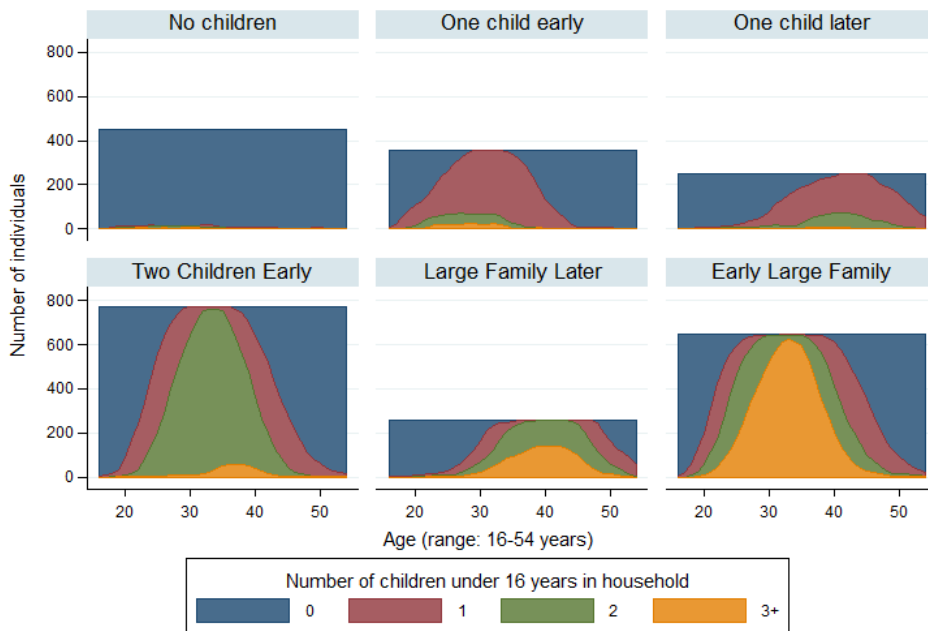 No children
One child early
One child later
800
600
400
200
0
Two Children Early
Large Family Later
Early Large Family
800
600
400
200
0
Number of individuals
20 30 40 50
20 30 40 50
20 30 40 50
Age (range: 16-54 years)
Number of children under 16 years in household
0 1 2 3+